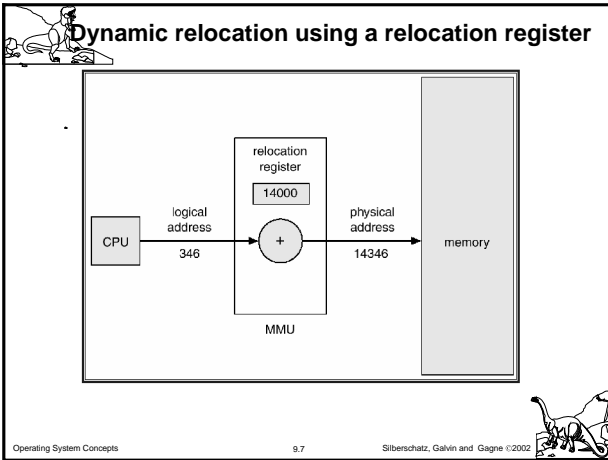 Dynamic relocation using a relocation register
relocation
register
14000
logical
address
346
physical
address
14346
CPU
+
memory
MMU
Operating System Concepts
9.7
Silberschatz, Galvin and Gagne ©2002